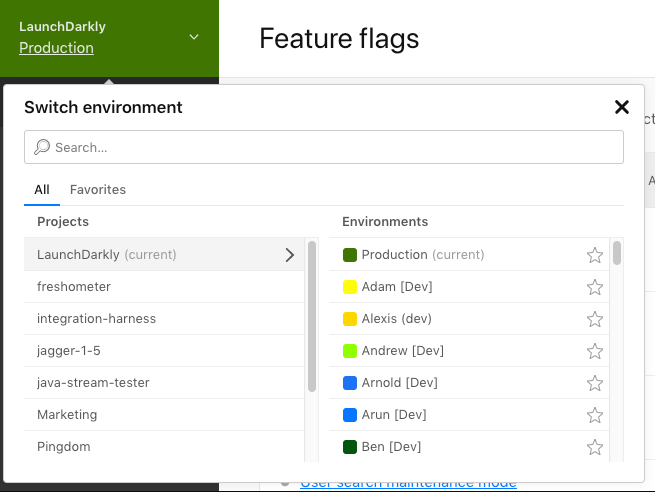 LaunchDarkly
Production
Feature flags
Switch environment
Search...
All Favorites
Projects
LaunchDarkly (current)
freshometer
integration-harness
jagger-1-5
java-stream-tester
Marketing
Pingdom
Environments
Production (current)
Adam [Dev]
Alexis (dev)
Andrew [Dev]
Arnold [Dev]
Arun [Dev]
Ben [Dev]
User search maintenance mode